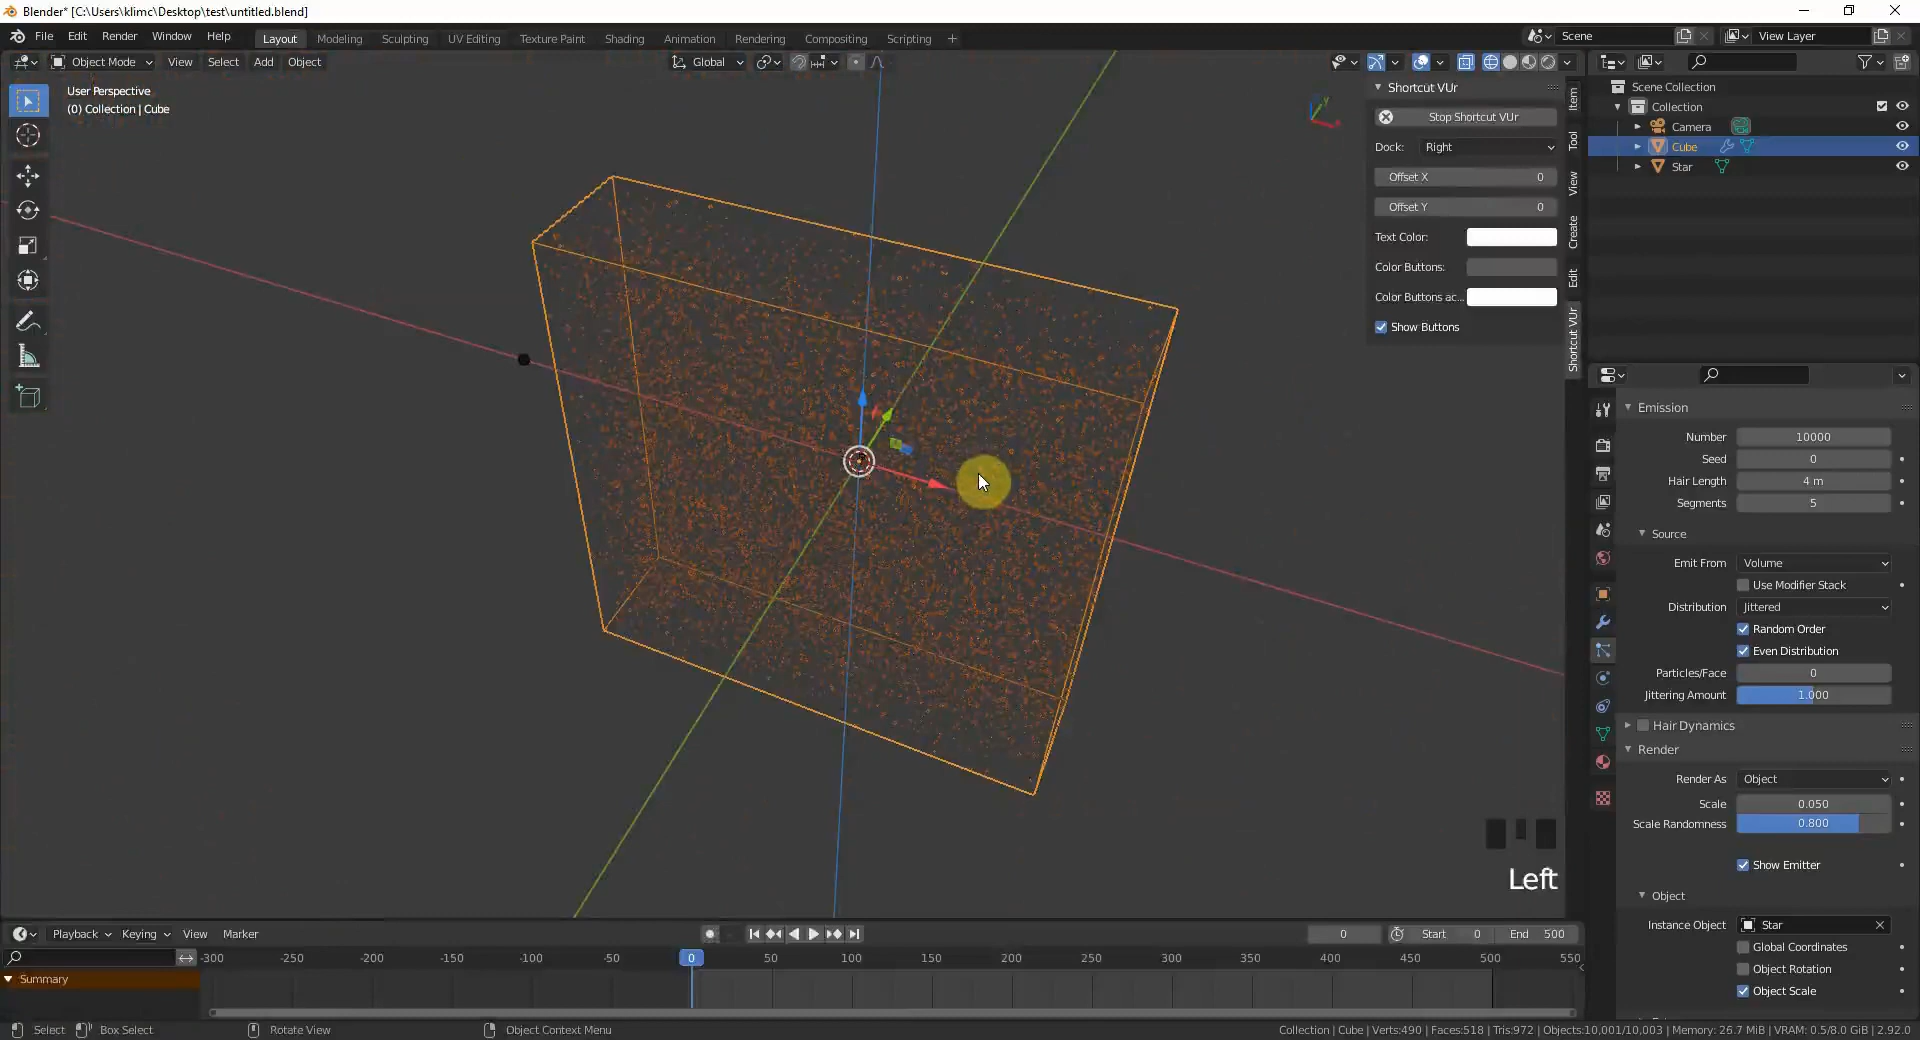 Blender* [C:\Users\klimc\Desktop\test\untitled.blend]
File Edit Render Window Help Layout Modeling Sculpting UV Editing Texture Paint Shading Animation Rendering Compositing Scripting + Scene View Layer
Object Mode View Select Add Object Global
User Perspective
(0) Collection | Cube
Shortcut VUr
Stop Shortcut VUr
Dock: Right
Offset X 0
Offset Y 0
Text Color:
Color Buttons:
Color Buttons ac...
Show Buttons
Item
Tool
View
Create
Edit
Shortcut VUr
Y
Scene Collection
Collection
Camera
Cube
Star
Emission
Number 10000
Seed 0
Hair Length 4 m
Segments 5
Source
Emit From Volume
Use Modifier Stack
Distribution Jittered
Random Order
Even Distribution
Particles/Face 0
Jittering Amount 1.000
Hair Dynamics
Render
Render As Object
Scale 0.050
Scale Randomness 0.800
Show Emitter
Object
Instance Object Star
Global Coordinates
Object Rotation
Object Scale
Left
Playback Keying View Marker 0 Start 0 End 500
-300 -250 -200 -150 -100 -50 0 50 100 150 200 250 300 350 400 450 500 550
Summary
Select Box Select Rotate View Object Context Menu Collection | Cube | Verts:490 | Faces:518 | Tris:972 | Objects:10,001/10,003 | Memory: 26.7 MiB | VRAM: 0.5/8.0 GiB | 2.92.0